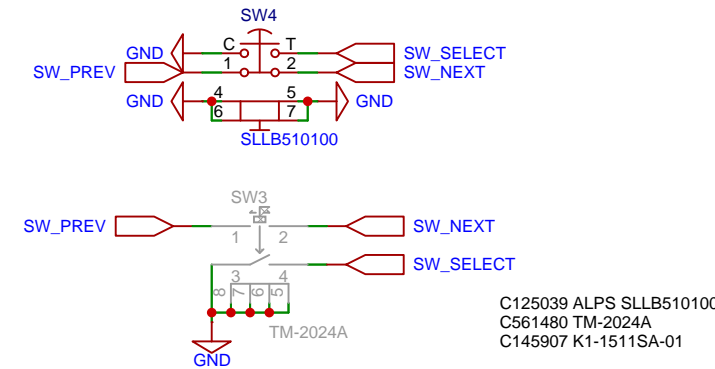 SW4
GND C T SW_SELECT
SW_PREV 1 2 SW_NEXT
GND 4 5 GND
6 7
SLLB510100
SW3
SW_PREV 1 2 SW_NEXT
SW_SELECT
3 4
8 7 6 5
TM-2024A
GND
C125039 ALPS SLLB510100
C561480 TM-2024A
C145907 K1-1511SA-01